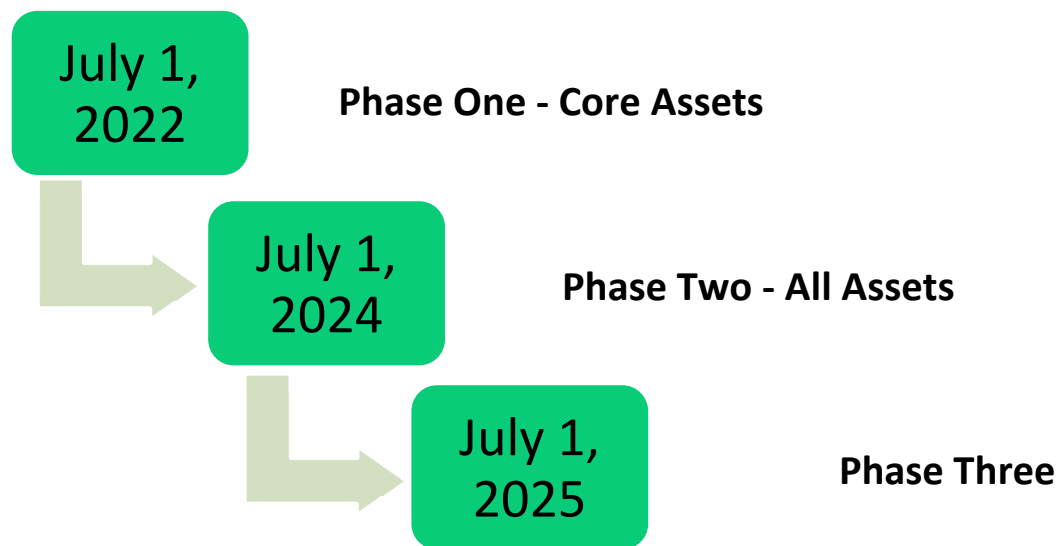 July 1,
2022
Phase One - Core Assets
July 1,
2024
Phase Two - All Assets
July 1,
2025
Phase Three